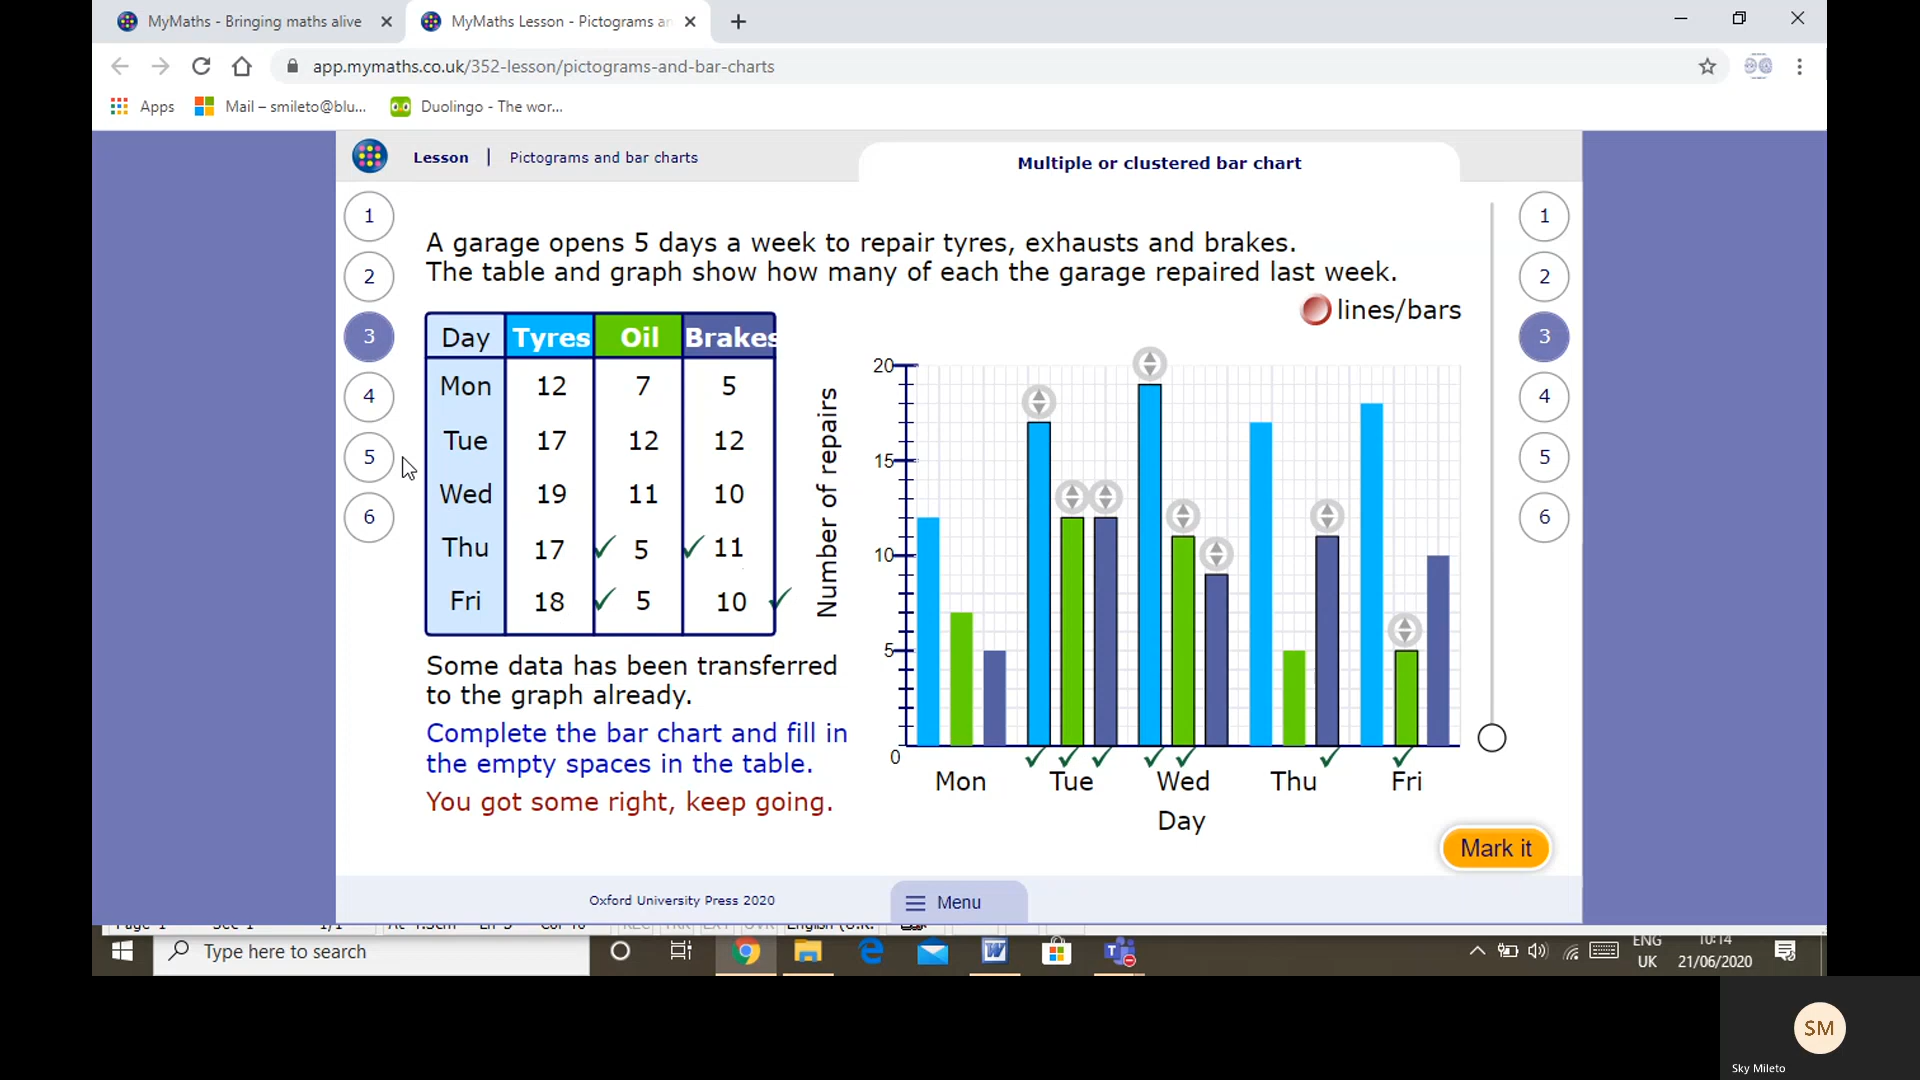 MyMaths - Bringing maths alive
MyMaths Lesson - Pictograms an
app.mymaths.co.uk/352-lesson/pictograms-and-bar-charts
Apps
Mail – smileto@blu...
Duolingo - The wor...
Lesson | Pictograms and bar charts
Multiple or clustered bar chart
1
2
3
4
5
6
A garage opens 5 days a week to repair tyres, exhausts and brakes.
The table and graph show how many of each the garage repaired last week.
lines/bars
Day Tyres Oil Brakes
Mon 12 7 5
Tue 17 12 12
Wed 19 11 10
Thu 17 5 11
Fri 18 5 10
Some data has been transferred
to the graph already.
Complete the bar chart and fill in
the empty spaces in the table.
You got some right, keep going.
Number of repairs
20
15
10
5
0
Mon Tue Wed Thu Fri
Day
1
2
3
4
5
6
Mark it
Oxford University Press 2020
Menu
Type here to search
ENG
UK
10:14
21/06/2020
SM
Sky Mileto